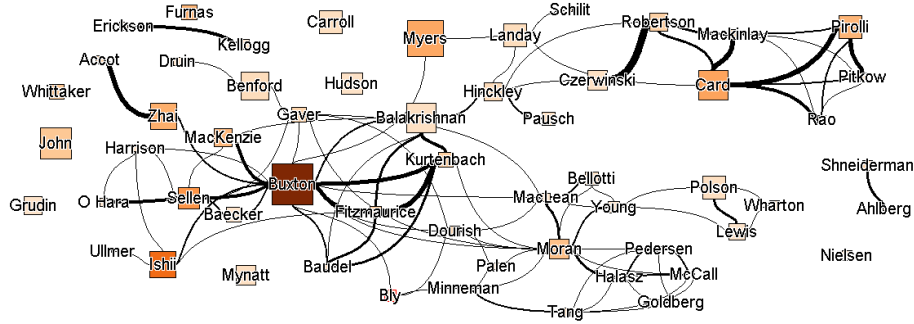 Furnas
Schilit
Carroll
Robertson
Erickson
Pirolli
Myers
Landay
Mackinlay
Kellogg
Accot
Druin
Pitkow
Whittaker
Benford
Hudson
Czerwinski
Card
Hinckley
Zhai
Gaver
Balakrishnan
Pausch
Rao
John
MacKenzie
Harrison
Kurtenbach
Shneiderman
Buxton
Bellotti
Polson
O Hara
Sellen
MacLean
Grudin
Baecker
Fitzmaurice
Young
Wharton
Ahlberg
Dourish
Lewis
Ullmer
Moran
Pedersen
Nielsen
Ishii
Baudel
Palen
Mynatt
Halasz
McCall
Bly
Minneman
Goldberg
Tang